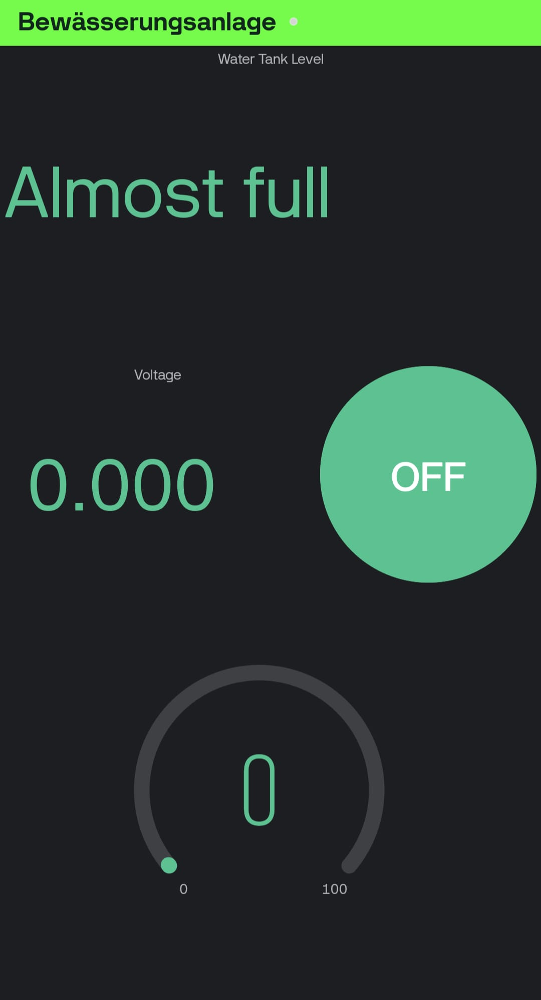 Bewässerungsanlage
Water Tank Level
Almost full
Voltage
0.000
OFF
0
0
100